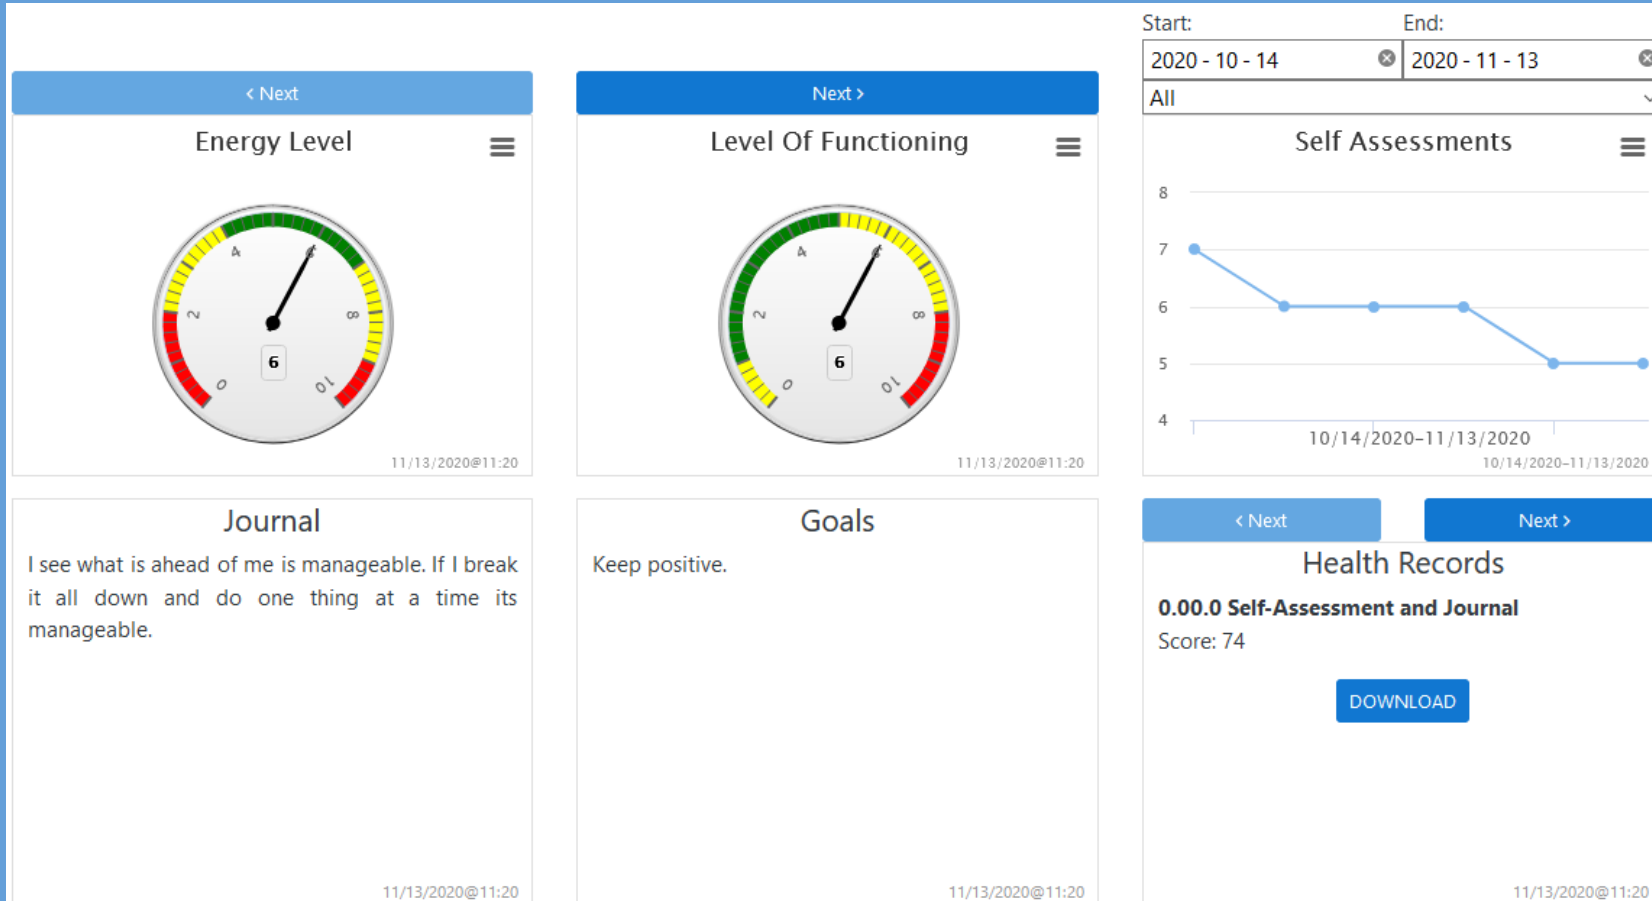 Start:
End:
2020 - 10 - 14
2020 - 11 - 13
All
< Next
Next >
Energy Level
0
2
4
6
8
10
6
11/13/2020@11:20
Level Of Functioning
0
2
4
6
8
10
6
11/13/2020@11:20
Self Assessments
8
7
6
5
4
10/14/2020-11/13/2020
10/14/2020-11/13/2020
Journal
I see what is ahead of me is manageable. If I break
it all down and do one thing at a time its
manageable.
11/13/2020@11:20
Goals
Keep positive.
11/13/2020@11:20
< Next
Next >
Health Records
0.00.0 Self-Assessment and Journal
Score: 74
DOWNLOAD
11/13/2020@11:20